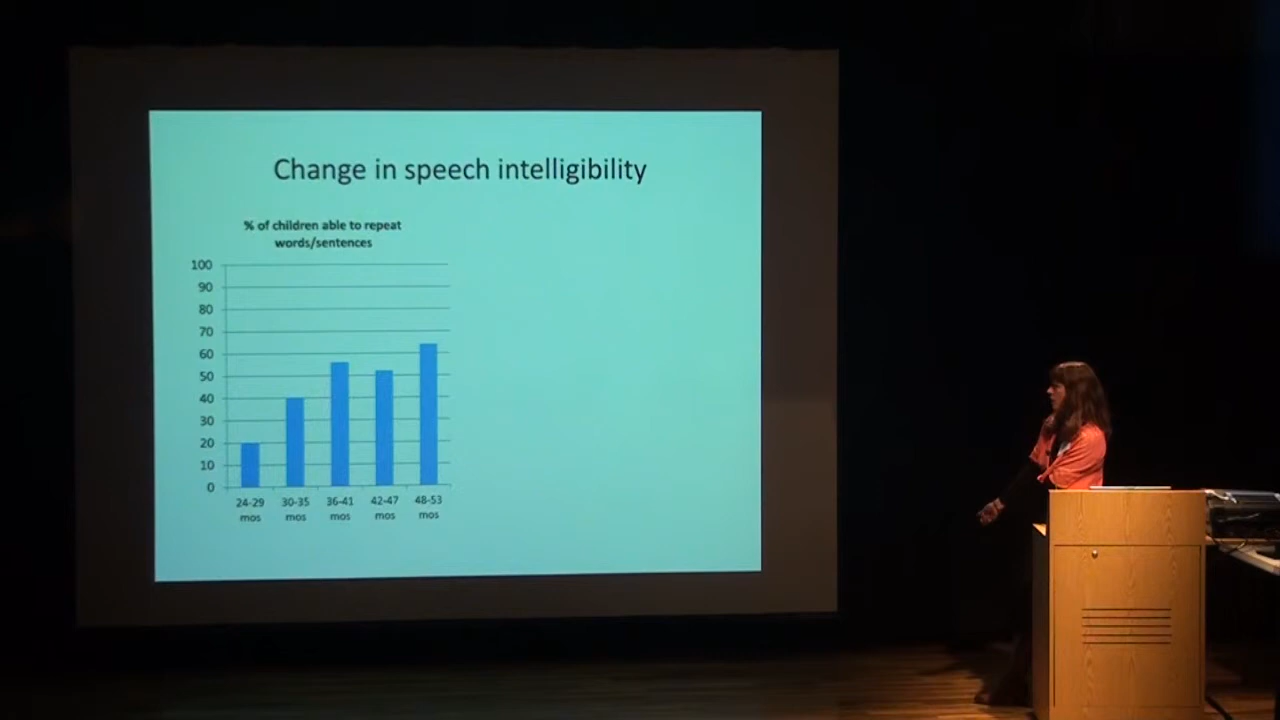 Change in speech intelligibility
% of children able to repeat
words/sentences
100
90
80
70
60
50
40
30
20
10
0
24-29 30-35 36-41 42-47 48-53
mos mos mos mos mos